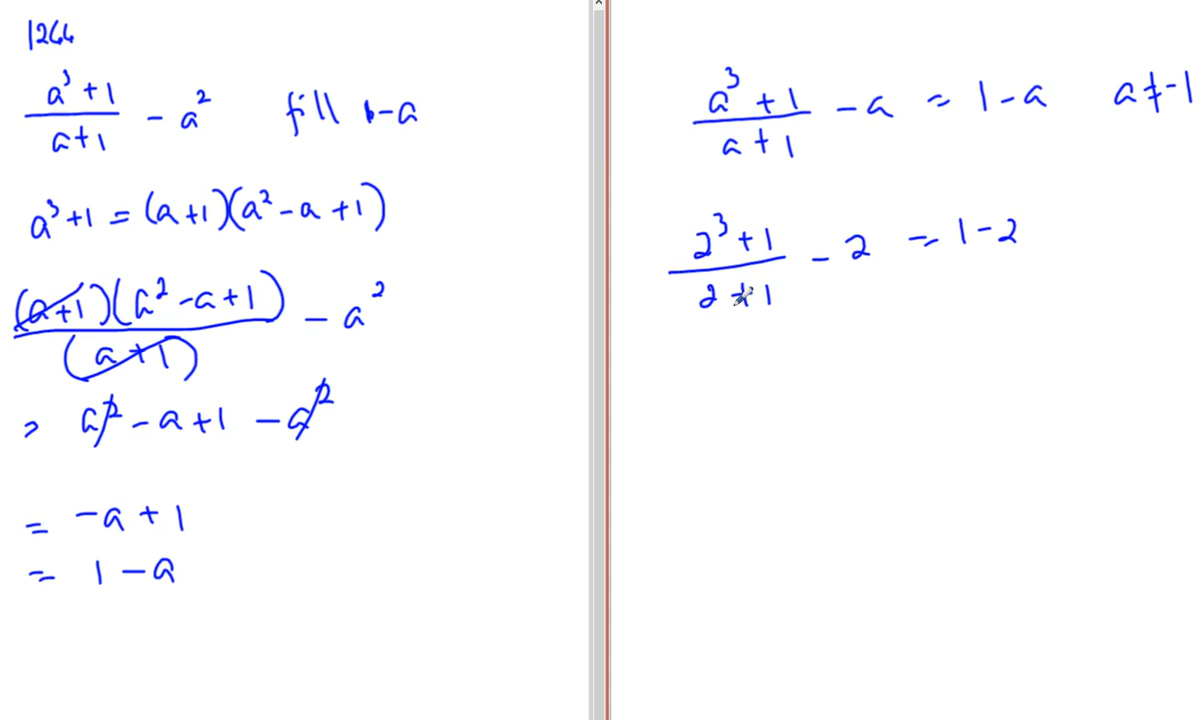 1266
a³+1/a+1 - a² fill 1-a
a³+1 = (a+1)(a²-a+1)
(a+1)(a²-a+1)/(a+1) - a²
> a²-a+1 -a²
= -a+1
= 1-a
a³+1/a+1 - a = 1-a a≠-1
2³+1/2+1 - 2 = 1-2